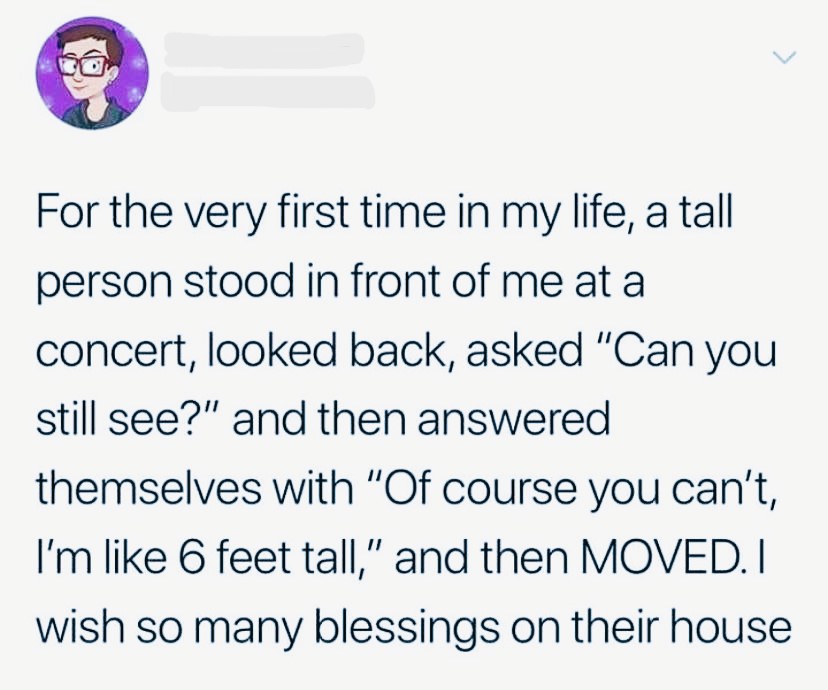 For the very first time in my life, a tall
person stood in front of me at a
concert, looked back, asked “Can you
still see?” and then answered
themselves with “Of course you can’t,
I’m like 6 feet tall,” and then MOVED. I
wish so many blessings on their house